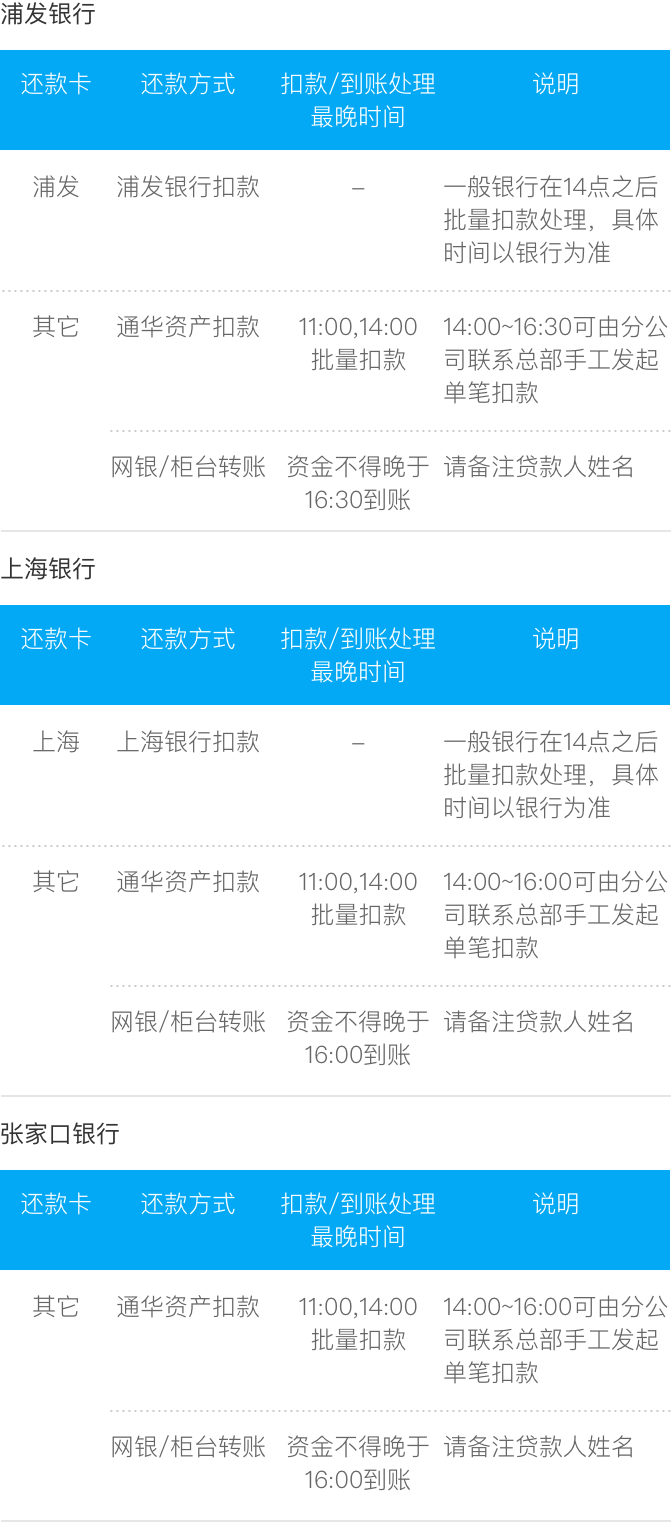 浦发银行
还款卡 还款方式 扣款/到账处理 说明
最晚时间
浦发 浦发银行扣款 – 一般银行在14点之后
批量扣款处理，具体
时间以银行为准
其它 通华资产扣款 11:00,14:00 14:00~16:30可由分公
批量扣款 司联系总部手工发起
单笔扣款
网银/柜台转账 资金不得晚于 请备注贷款人姓名
16:30到账
上海银行
还款卡 还款方式 扣款/到账处理 说明
最晚时间
上海 上海银行扣款 – 一般银行在14点之后
批量扣款处理，具体
时间以银行为准
其它 通华资产扣款 11:00,14:00 14:00~16:00可由分公
批量扣款 司联系总部手工发起
单笔扣款
网银/柜台转账 资金不得晚于 请备注贷款人姓名
16:00到账
张家口银行
还款卡 还款方式 扣款/到账处理 说明
最晚时间
其它 通华资产扣款 11:00,14:00 14:00~16:00可由分公
批量扣款 司联系总部手工发起
单笔扣款
网银/柜台转账 资金不得晚于 请备注贷款人姓名
16:00到账